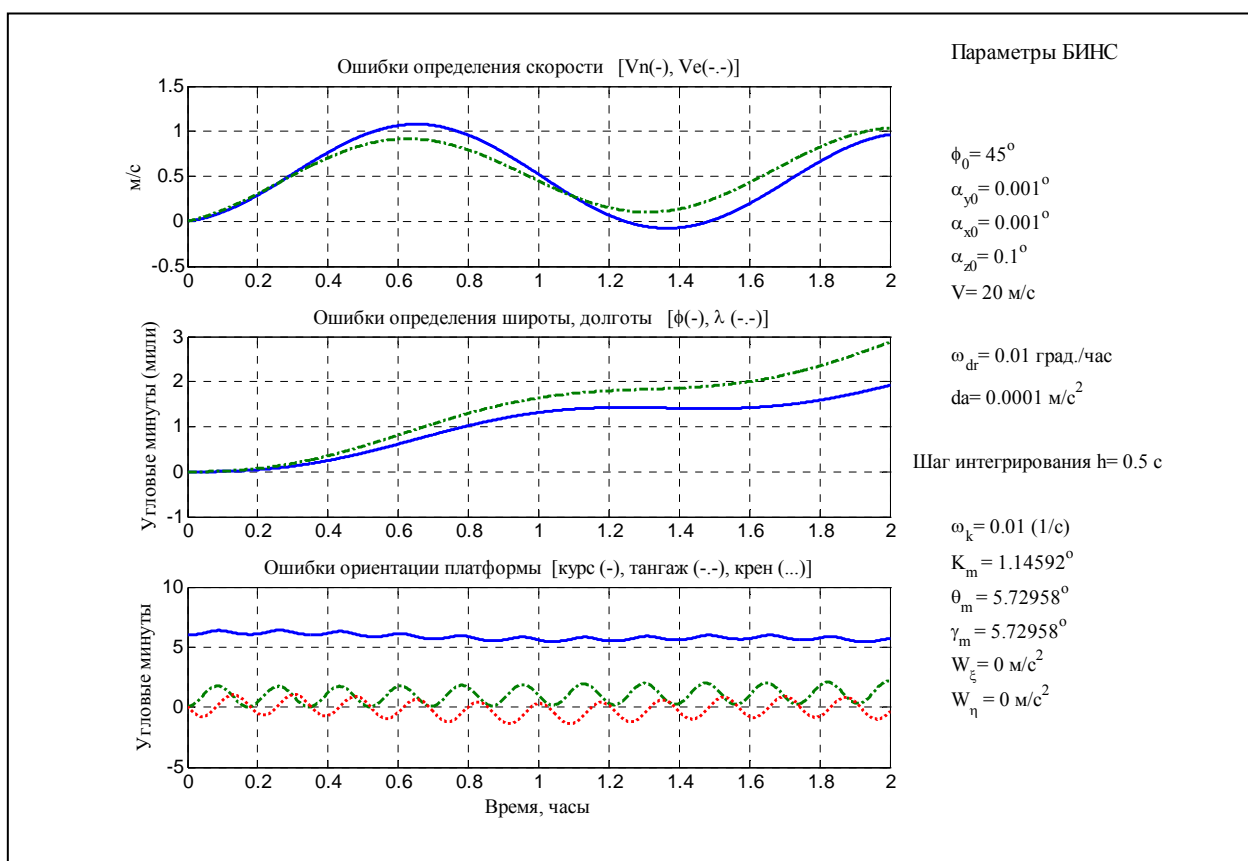 Ошибки определения скорости [Vn(-), Ve(-.-)]
1.5
1
0.5
0
-0.5
м/с
0 0.2 0.4 0.6 0.8 1 1.2 1.4 1.6 1.8 2
Ошибки определения широты, долготы [ϕ(-), λ (-.-)]
3
2
1
0
-1
Угловые минуты (мили)
0 0.2 0.4 0.6 0.8 1 1.2 1.4 1.6 1.8 2
Ошибки ориентации платформы [курс (-), тангаж (-.-), крен (...)]
10
5
0
-5
Угловые минуты
0 0.2 0.4 0.6 0.8 1 1.2 1.4 1.6 1.8 2
Время, часы
Параметры БИНС
ϕ0= 45°
αy0= 0.001°
αx0= 0.001°
αz0= 0.1°
V= 20 м/с
ωdr= 0.01 град./час
da= 0.0001 м/с²
Шаг интегрирования h= 0.5 с
ωk= 0.01 (1/с)
Km= 1.14592°
θm= 5.72958°
γm= 5.72958°
Wξ= 0 м/с²
Wη= 0 м/с²